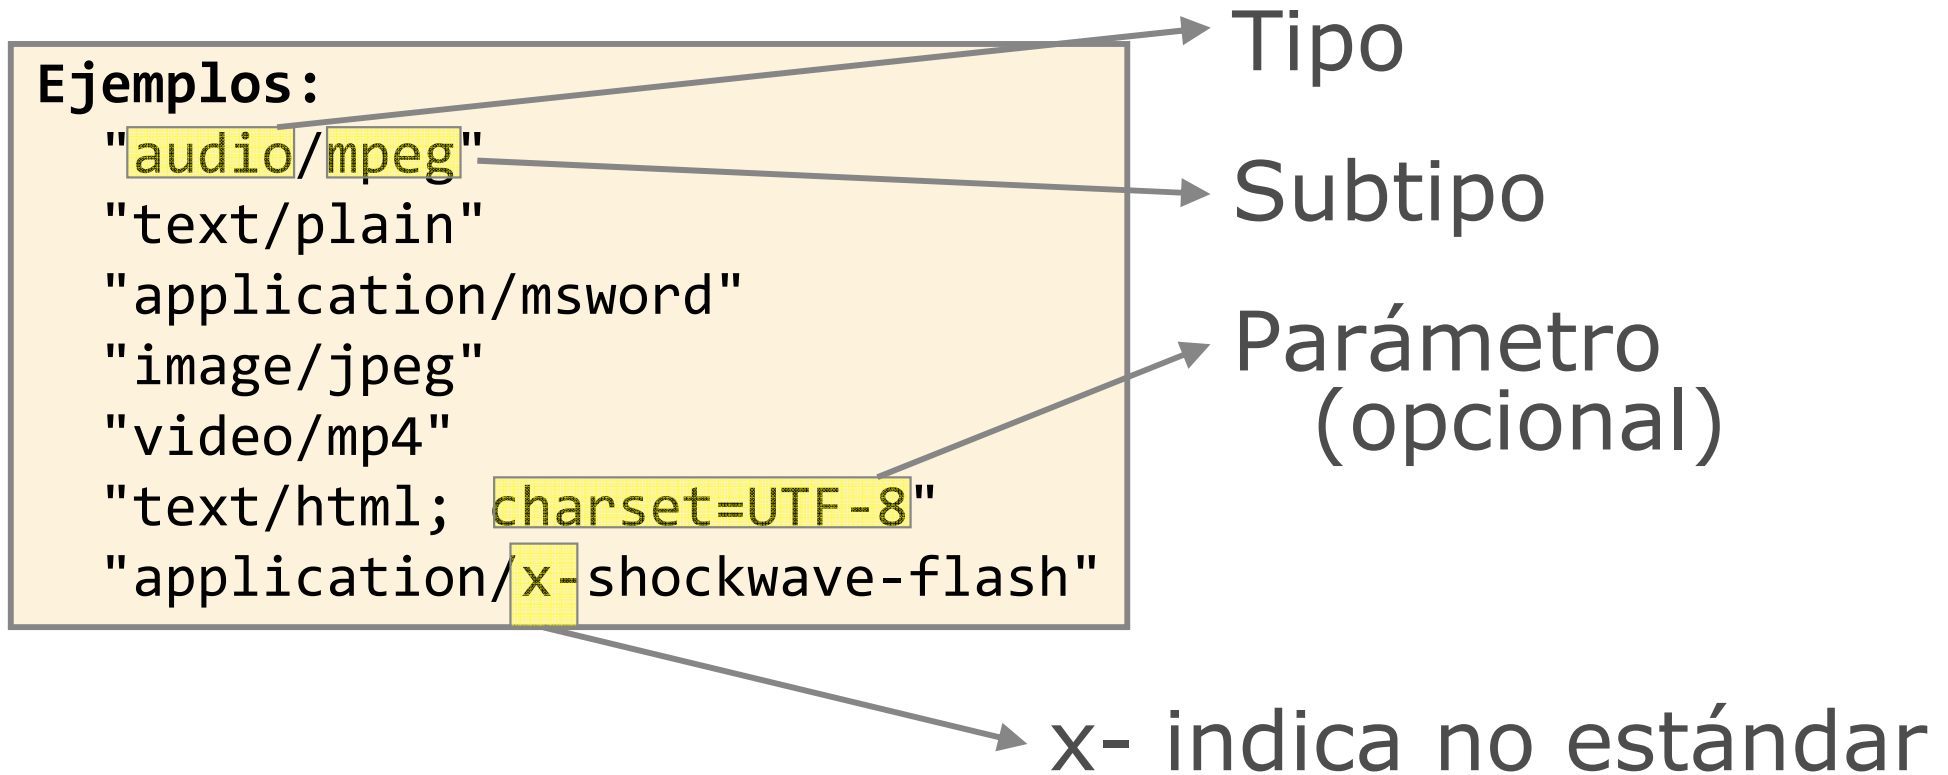 Ejemplos:
"audio/mpeg"
"text/plain"
"application/msword"
"image/jpeg"
"video/mp4"
"text/html; charset=UTF-8"
"application/x-shockwave-flash"
Tipo
Subtipo
Parámetro
(opcional)
x- indica no estándar